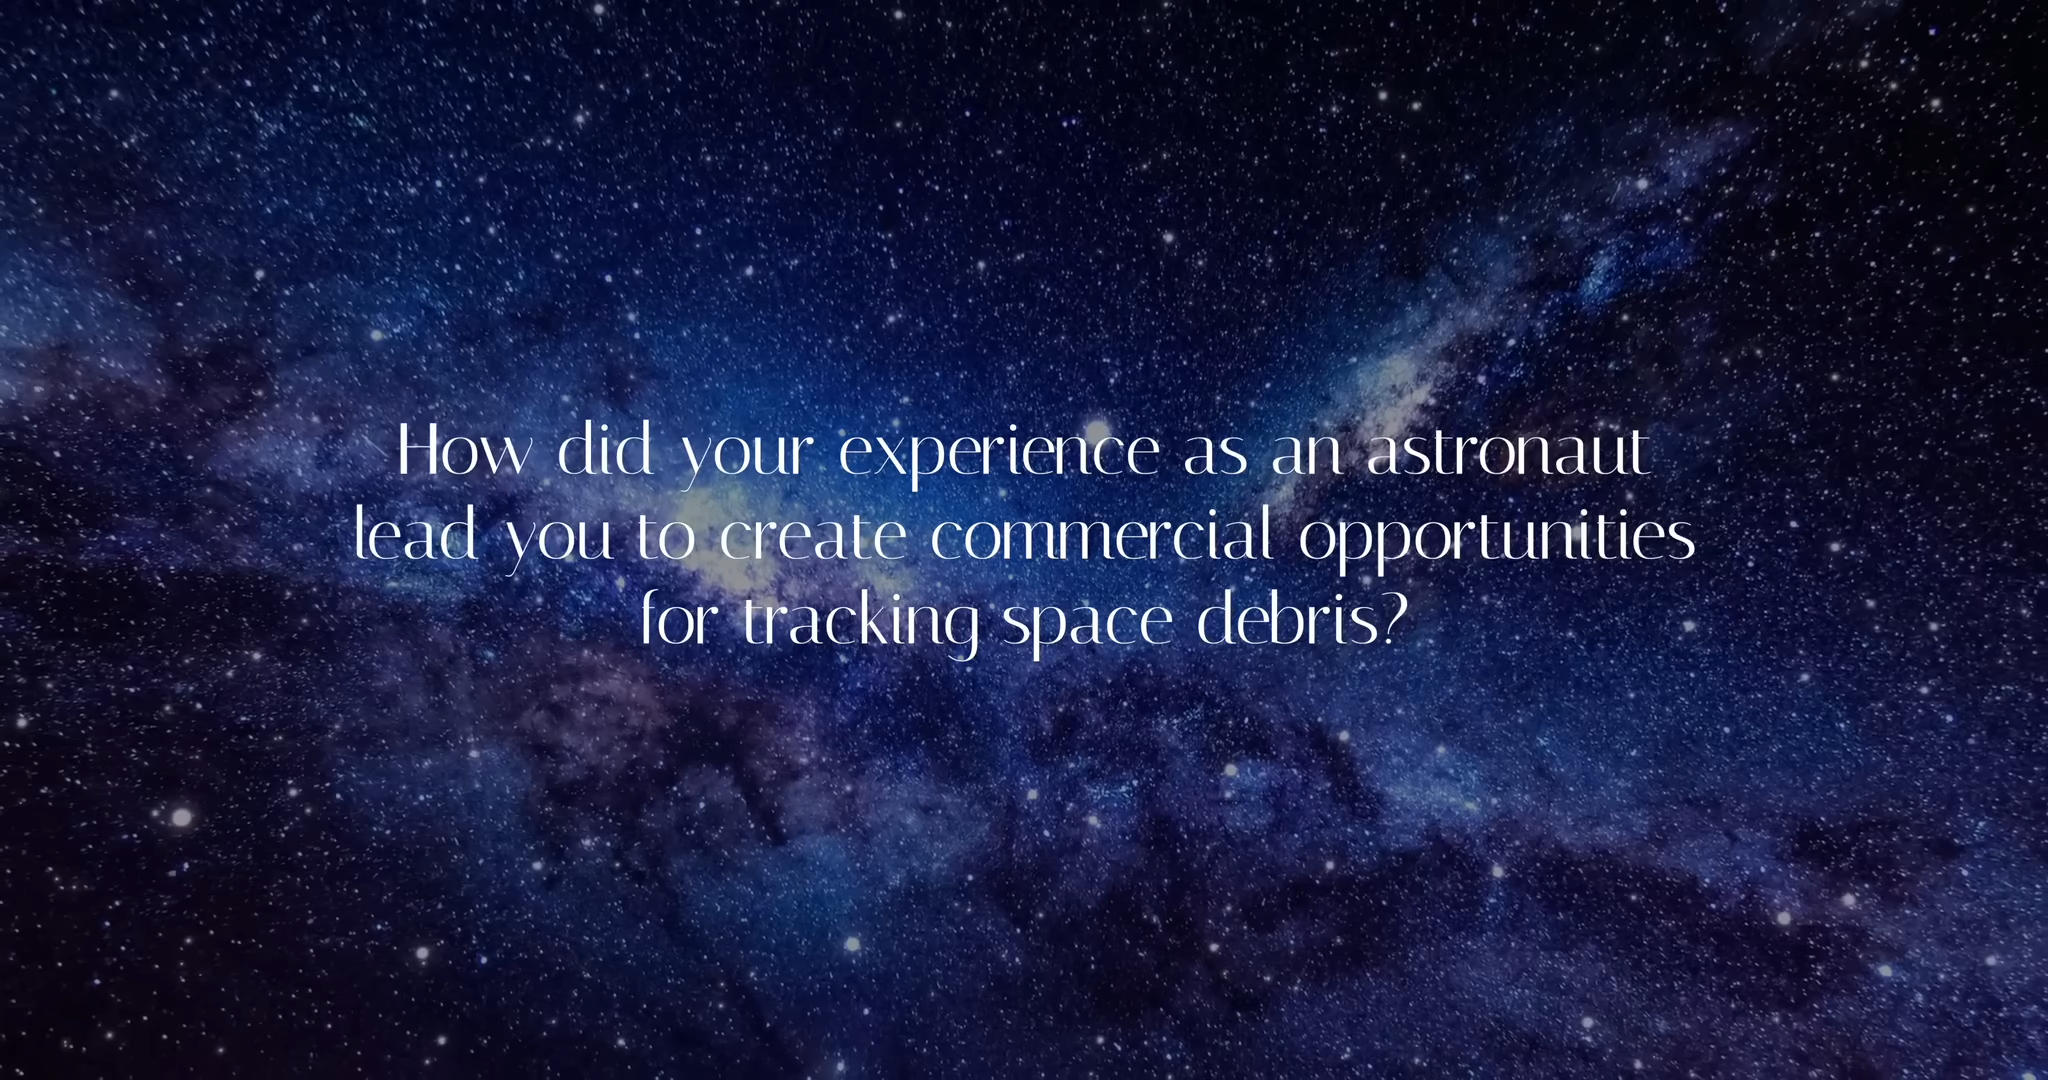 How did your experience as an astronaut
lead you to create commercial opportunities
for tracking space debris?